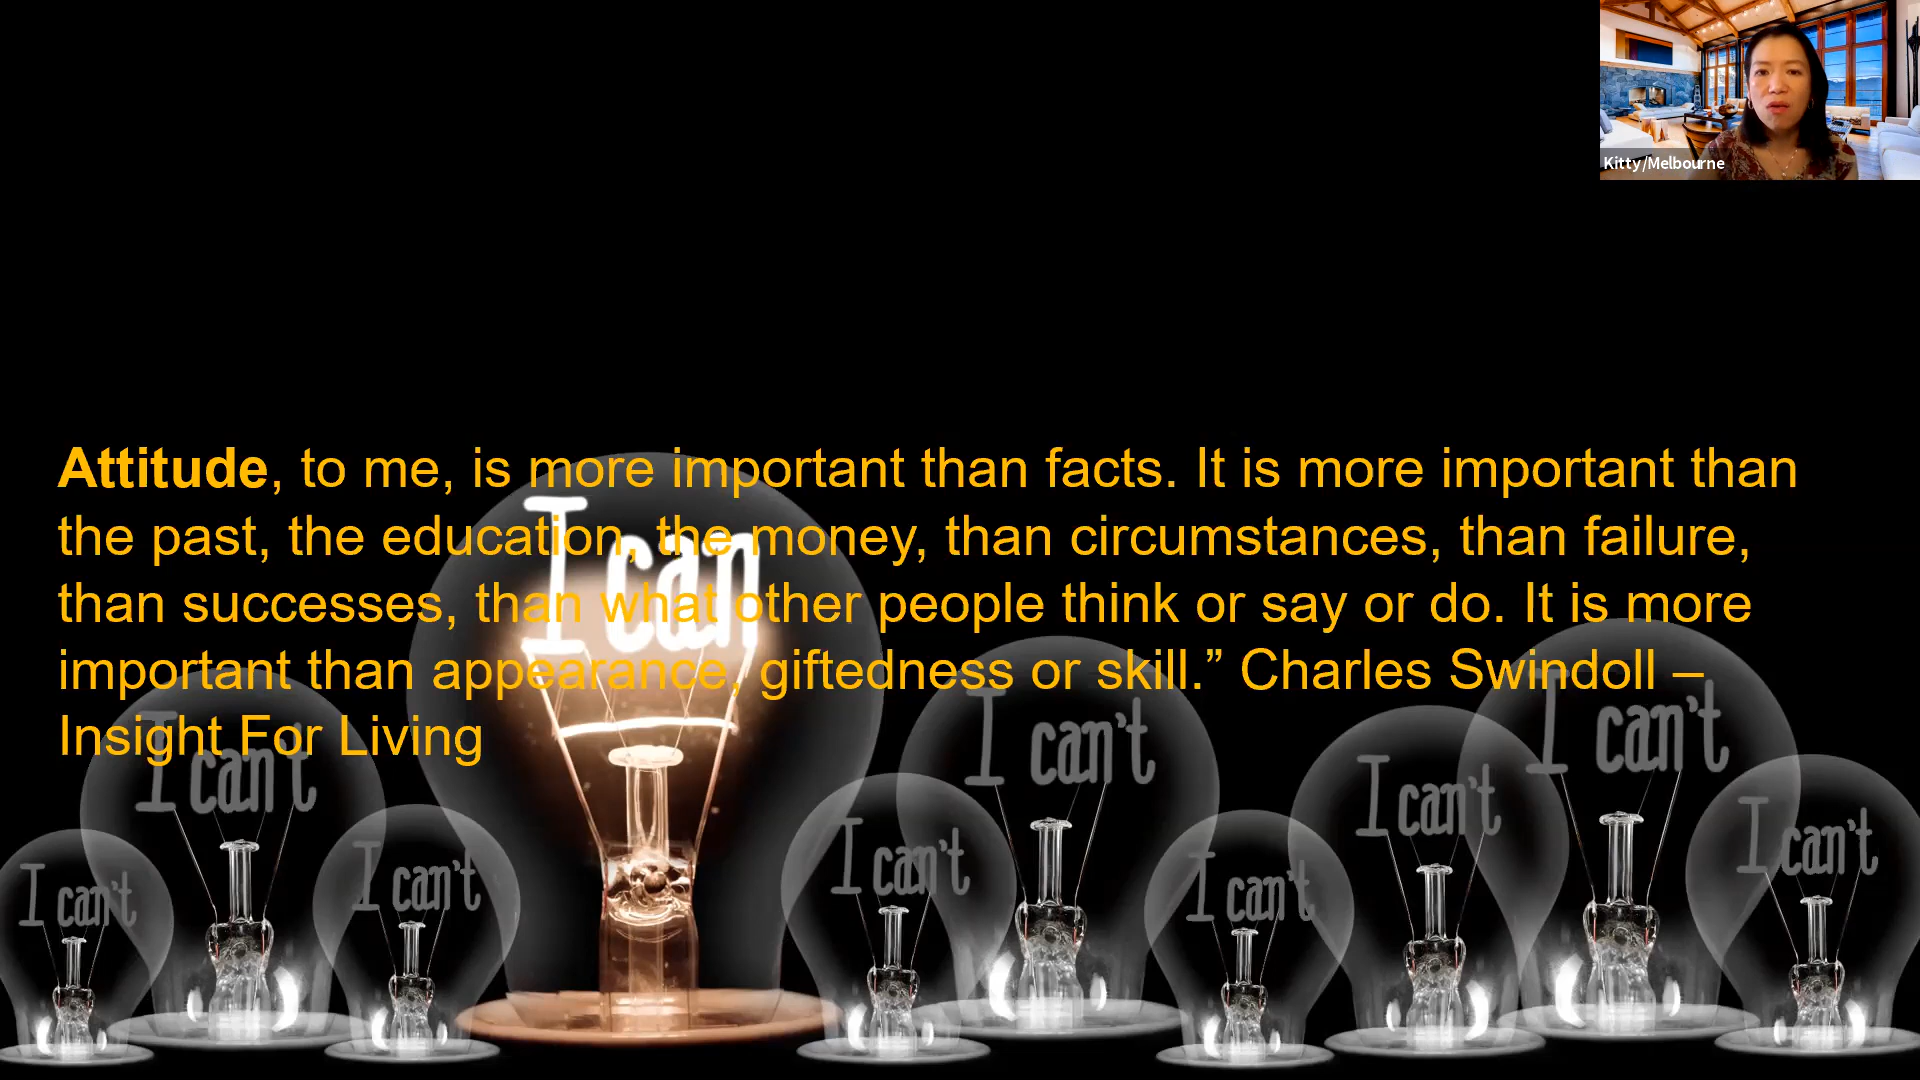 Kitty/Melbourne
Attitude, to me, is more important than facts. It is more important than
the past, the education, the money, than circumstances, than failure,
than successes, than what other people think or say or do. It is more
important than appearance, giftedness or skill.” Charles Swindoll –
Insight For Living
I can
I can't
I can't
I can't
I can't
I can't
I can't
I can't
I can't
I can't